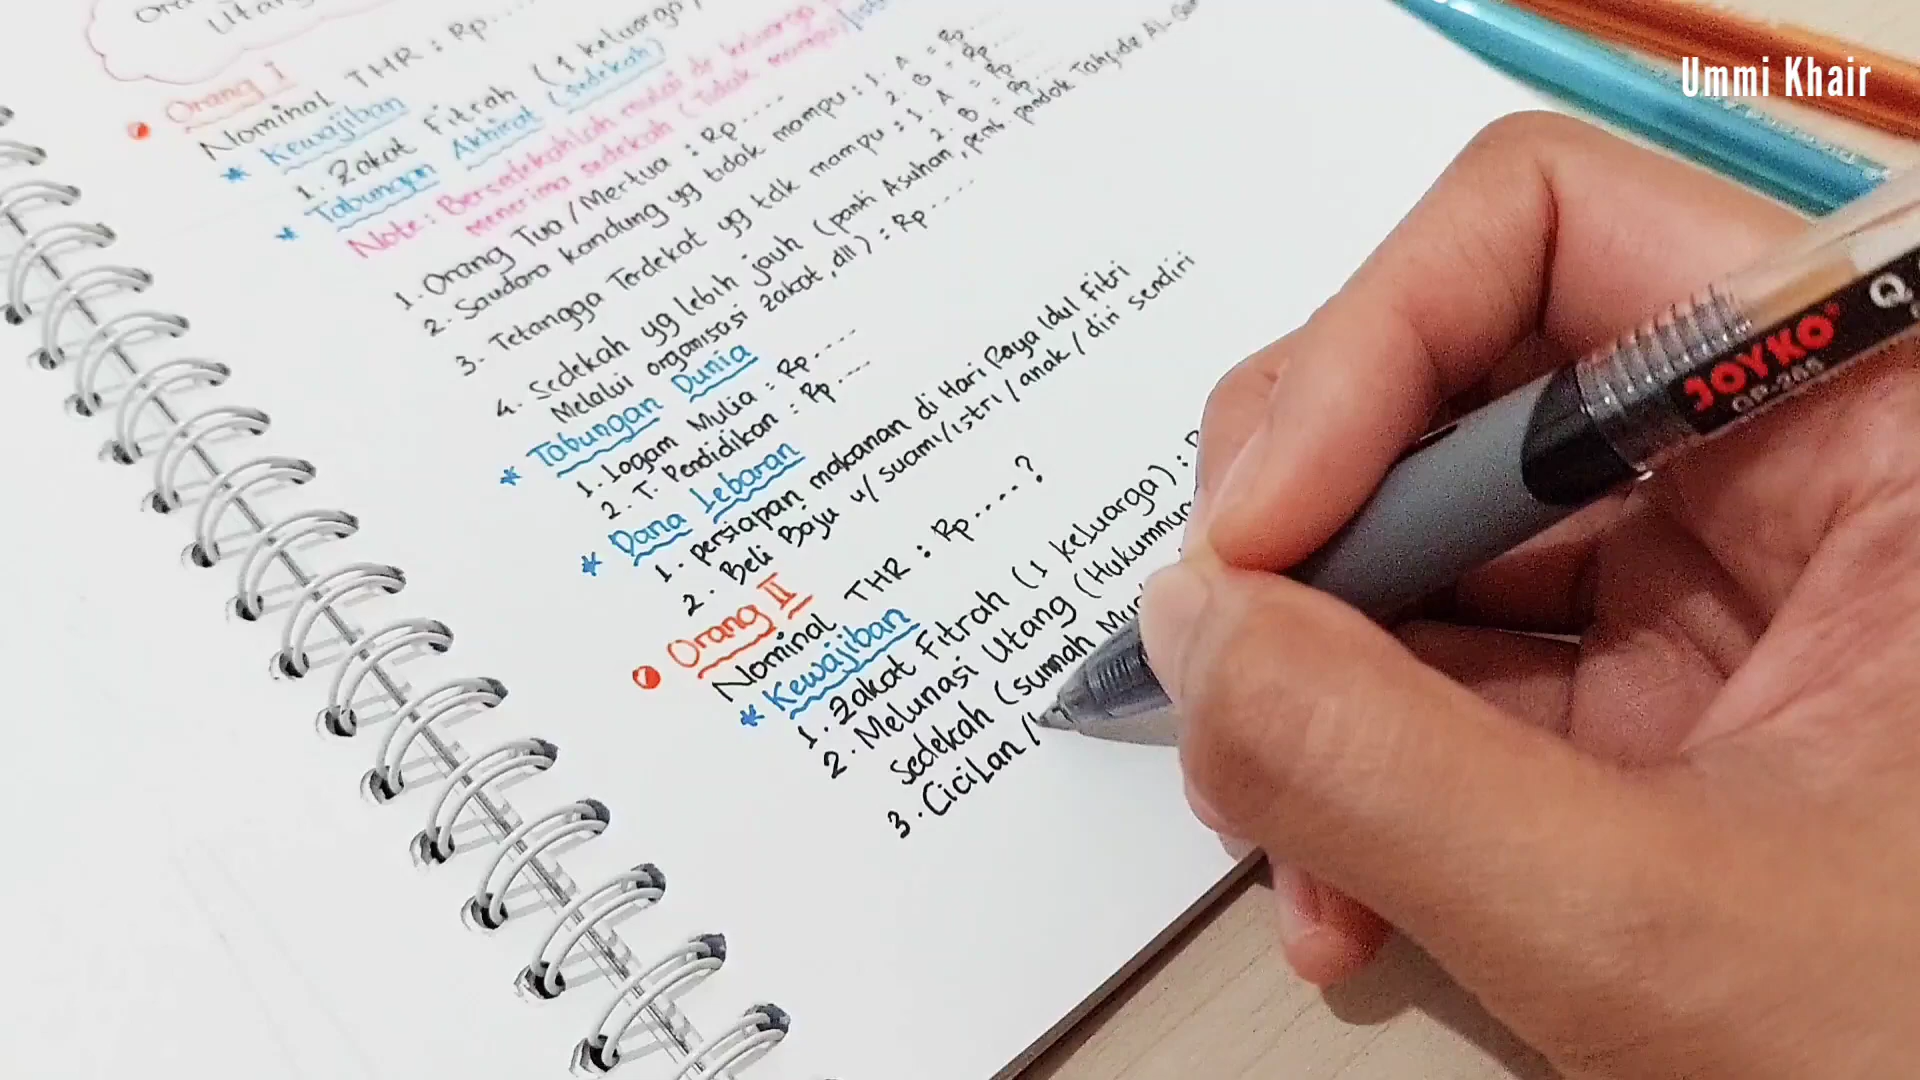 Utang
Orang I
Nominal THR : Rp....
* Kewajiban
1. Zakat Fitrah (1 keluarga)
* Tabungan Akhirat (sedekah)
Note: Bersedekahlah mulai dr keluarga
menerima sedekah (tidak mampu/
1. Orang Tua / Mertua : Rp....
2. Saudara kandung yg tidak mampu : 1. A = Rp....
2. B = Rp....
3. Tetangga Terdekat yg tdk mampu : 1. A = Rp....
2. B = Rp....
4. Sedekah yg lebih jauh (panti Asuhan, pemb. pondok Tahfidz Al-
Melalui organisasi zakat, dll) : Rp....
* Tabungan Dunia
1. Logam Mulia : Rp....
2. T. Pendidikan : Rp....
* Dana Lebaran
1. persiapan makanan di Hari Raya Idul Fitri
2. Beli Baju u/ suami/istri/anak/diri sendiri
Orang II
Nominal THR : Rp....?
* Kewajiban
1. Zakat Fitrah (1 keluarga) :
2. Melunasi Utang (Hukumnya
Sedekah (sunnah
3. Cicilan /
Ummi Khair
JOYKO
Q